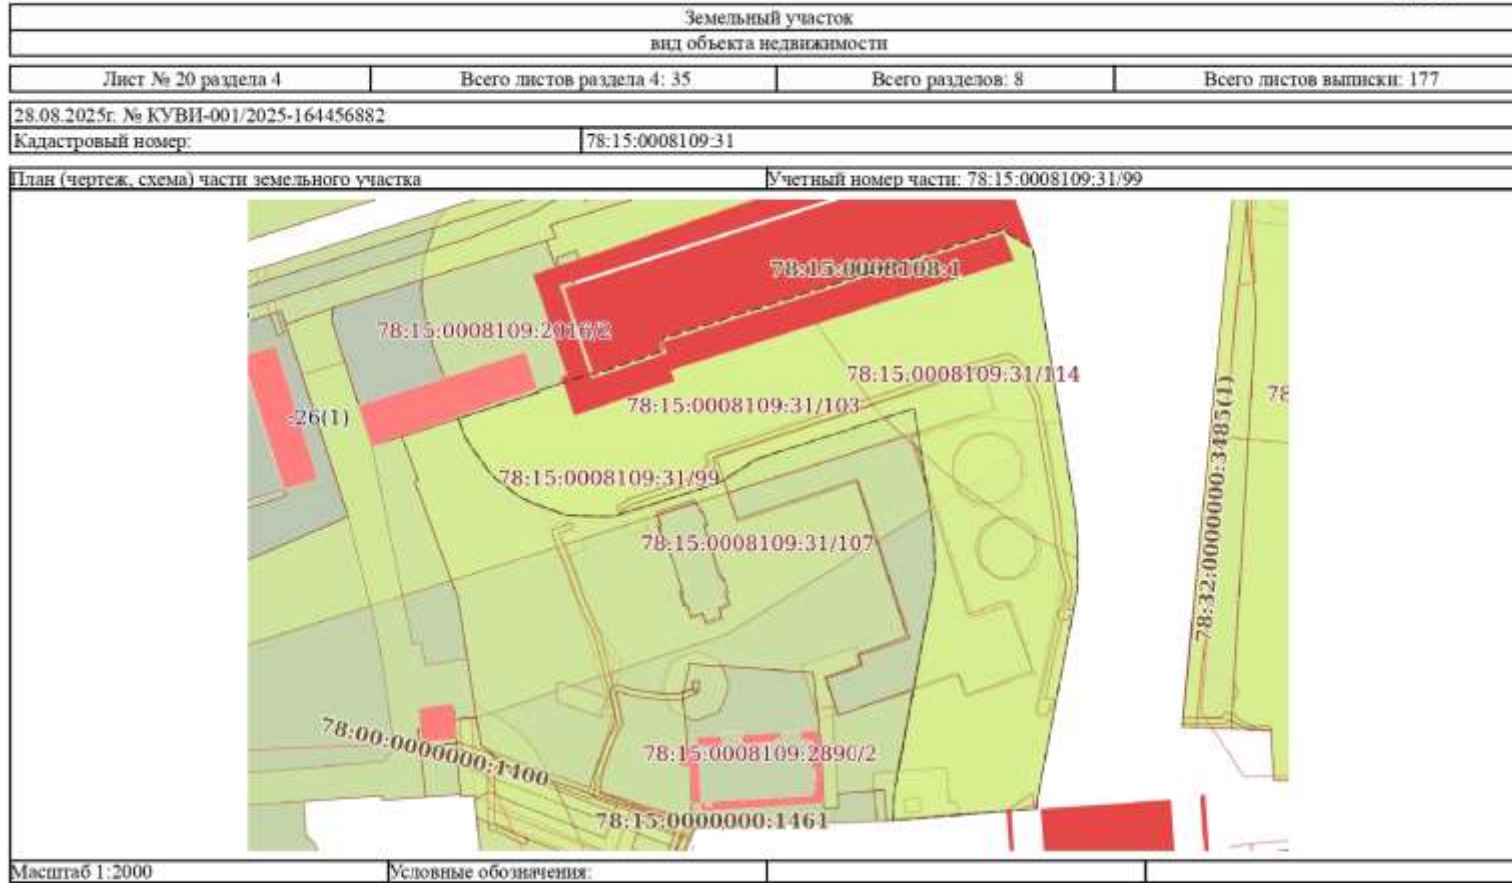 Земельный участок
вид объекта недвижимости
Лист № 20 раздела 4 Всего листов раздела 4: 35 Всего разделов: 8 Всего листов выписки: 177
28.08.2025г. № КУВИ-001/2025-164456882
Кадастровый номер: 78:15:0008109:31
План (чертеж, схема) части земельного участка Учетный номер части: 78:15:0008109:31/99
78:15:0008108:1
78:15:0008109:2016/2
78:15:0008109:31/114
78
:26(1)
78:15:0008109:31/103
78:15:0008109:31/99
78:32:0000000:3485(1)
78:15:0008109:31/107
78:00:0000000:1400
78:15:0008109:2890/2
78:15:0000000:1461
Масштаб 1:2000 Условные обозначения: